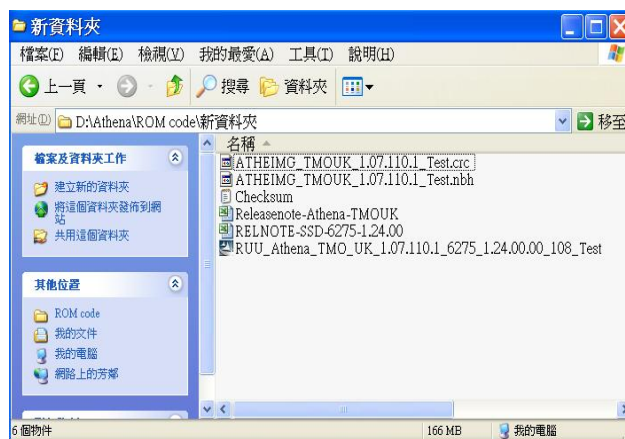 新資料夾
檔案(F) 編輯(E) 檢視(V) 我的最愛(A) 工具(T) 說明(H)
上一頁 搜尋 資料夾
網址(D) D:\Athena\ROM code\新資料夾 移至
名稱
檔案及資料夾工作
建立新的資料夾
將這個資料夾發佈到網
站
共用這個資料夾
其他位置
ROM code
我的文件
我的電腦
網路上的芳鄰
ATHEIMG_TMOUK_1.07.110.1_Test.crc
ATHEIMG_TMOUK_1.07.110.1_Test.nbh
Checksum
Releasenote-Athena-TMOUK
RELNOTE-SSD-6275-1.24.00
RUU_Athena_TMO_UK_1.07.110.1_6275_1.24.00.00_108_Test
6 個物件 166 MB 我的電腦